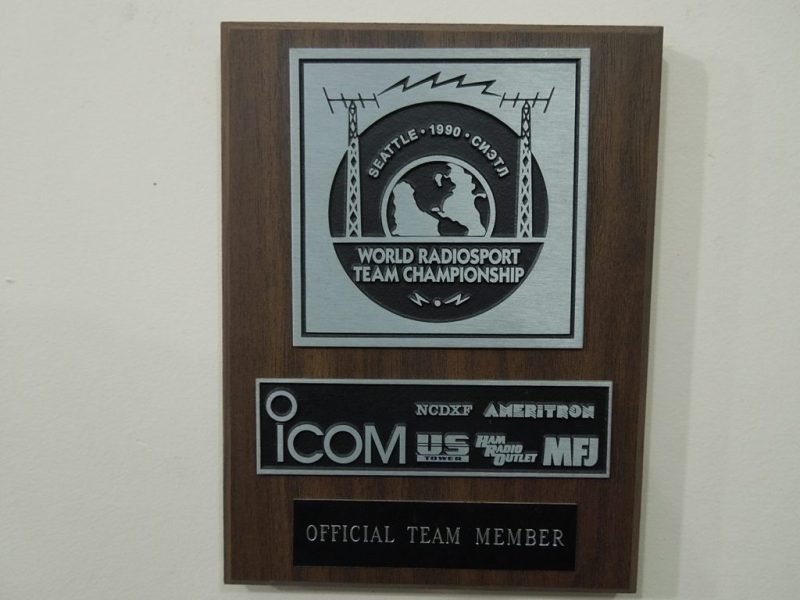 SEATTLE • 1990 • СИЭТЛ
WORLD RADIOSPORT
TEAM CHAMPIONSHIP
ICOM
NCDXF AMERITRON
US TOWER
HAM RADIO OUTLET
MFJ
OFFICIAL TEAM MEMBER